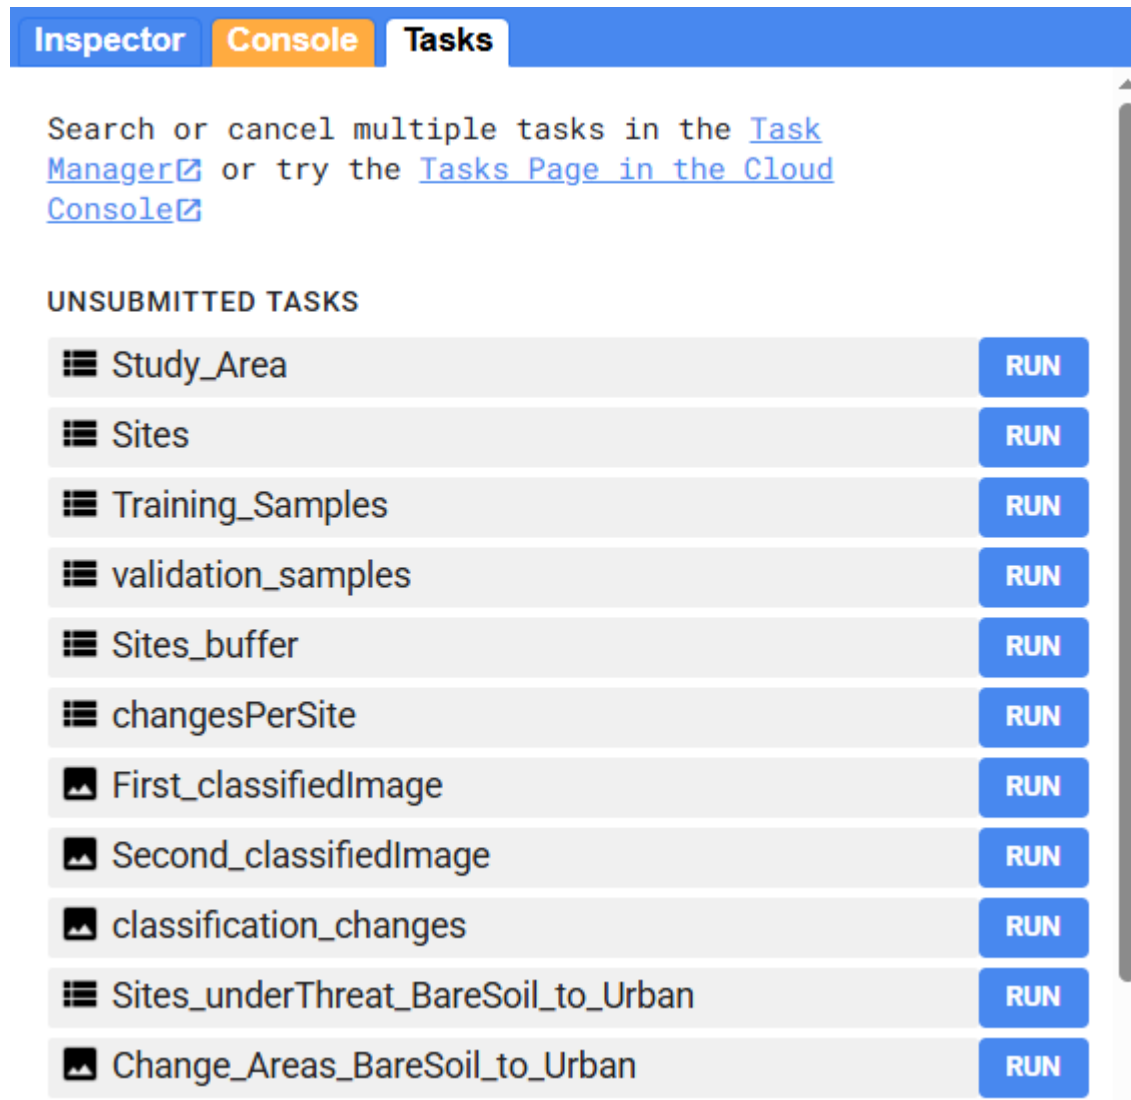 Inspector Console Tasks
Search or cancel multiple tasks in the Task
Manager or try the Tasks Page in the Cloud
Console
UNSUBMITTED TASKS
Study_Area RUN
Sites RUN
Training_Samples RUN
validation_samples RUN
Sites_buffer RUN
changesPerSite RUN
First_classifiedImage RUN
Second_classifiedImage RUN
classification_changes RUN
Sites_underThreat_BareSoil_to_Urban RUN
Change_Areas_BareSoil_to_Urban RUN